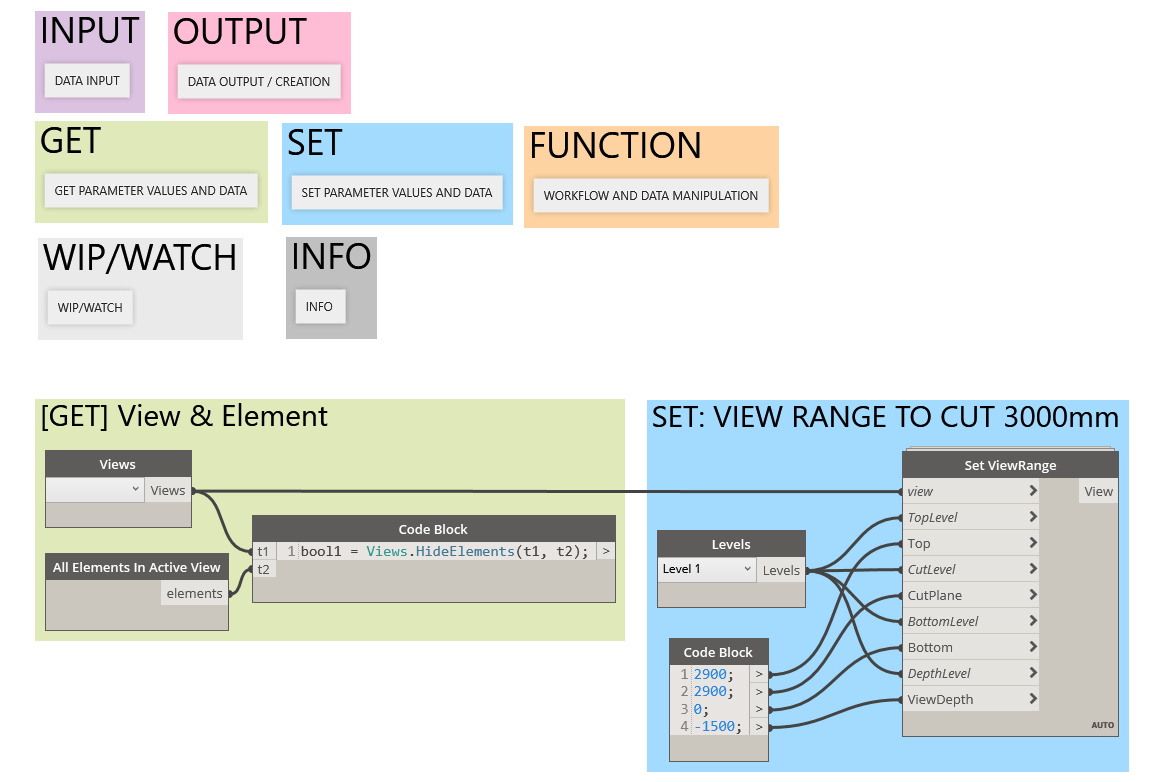 INPUT
DATA INPUT
OUTPUT
DATA OUTPUT / CREATION
GET
GET PARAMETER VALUES AND DATA
SET
SET PARAMETER VALUES AND DATA
FUNCTION
WORKFLOW AND DATA MANIPULATION
WIP/WATCH
WIP/WATCH
INFO
INFO
[GET] View & Element
Views
Views
Code Block
t1
1 bool1 = Views.HideElements(t1, t2); >
t2
All Elements In Active View
elements
SET: VIEW RANGE TO CUT 3000mm
Levels
Level 1
Levels
Code Block
1 2900; >
2 2900; >
3 0; >
4 -1500; >
Set ViewRange
view
View
TopLevel
Top
CutLevel
CutPlane
BottomLevel
Bottom
DepthLevel
ViewDepth
AUTO